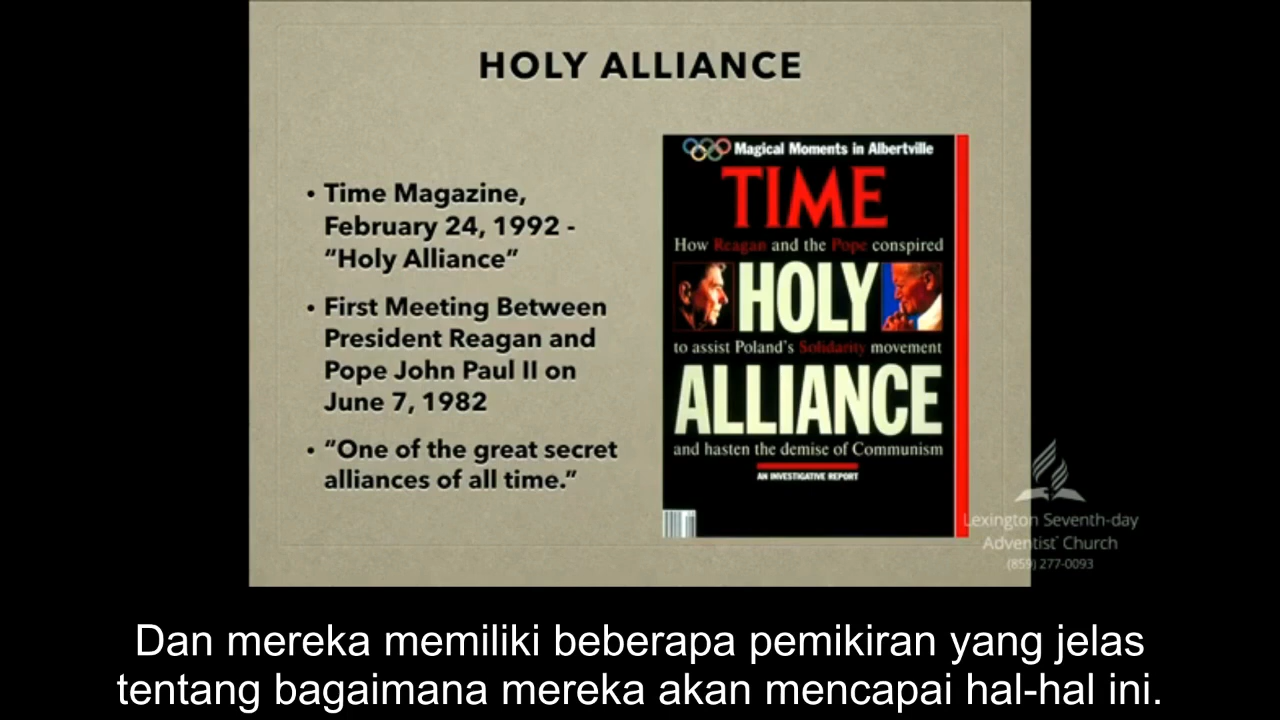 HOLY ALLIANCE
• Time Magazine,
February 24, 1992 -
“Holy Alliance”
• First Meeting Between
President Reagan and
Pope John Paul II on
June 7, 1982
• “One of the great secret
alliances of all time.”
Magical Moments in Albertville
TIME
How Reagan and the Pope conspired
HOLY
to assist Poland's Solidarity movement
ALLIANCE
and hasten the demise of Communism
AN INVESTIGATIVE REPORT
Lexington Seventh-day
Adventist Church
(859) 277-0093
Dan mereka memiliki beberapa pemikiran yang jelas
tentang bagaimana mereka akan mencapai hal-hal ini.